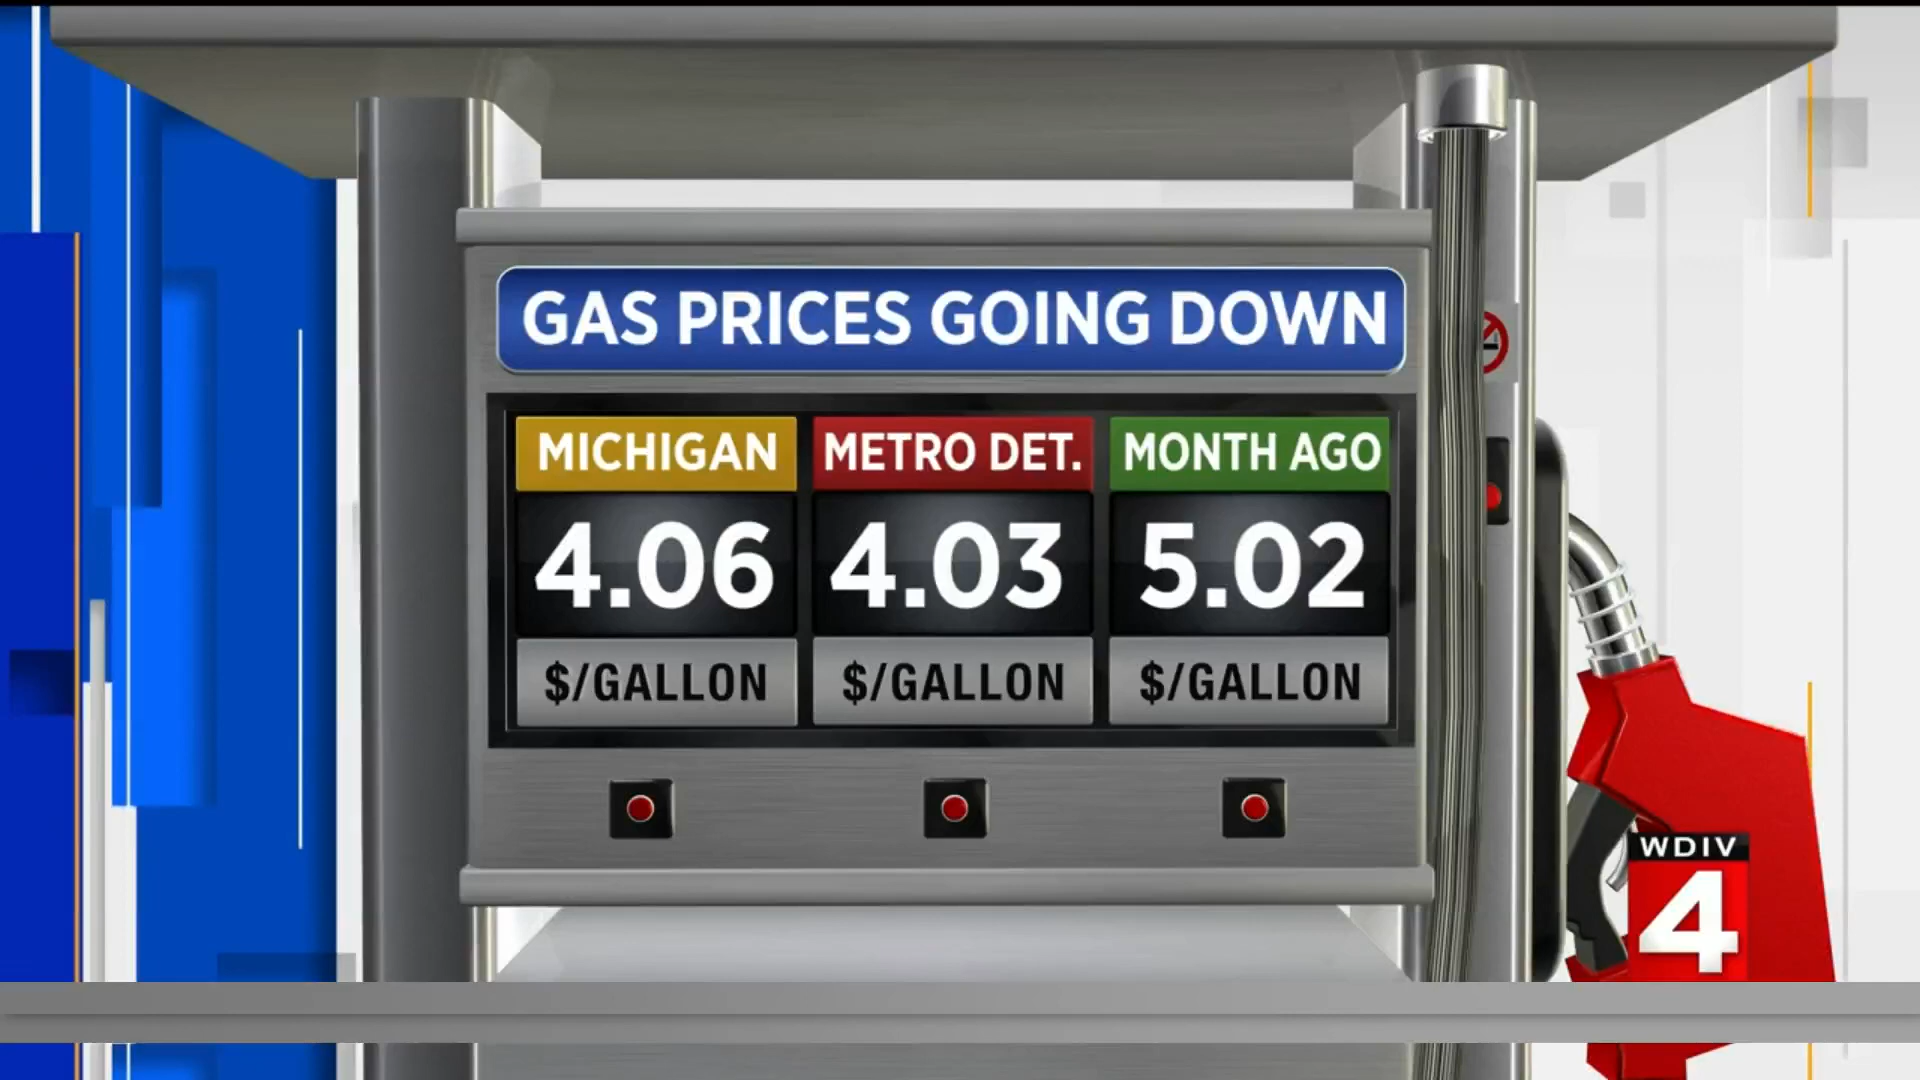 GAS PRICES GOING DOWN
MICHIGAN
METRO DET.
MONTH AGO
4.06
4.03
5.02
$/GALLON
$/GALLON
$/GALLON
WDIV
4